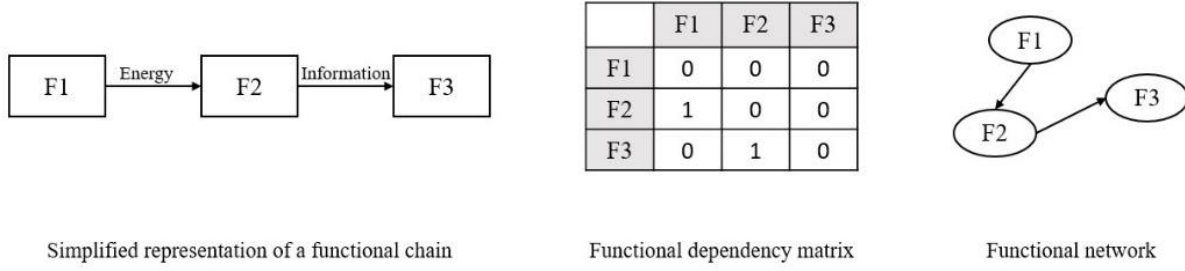 F1
Energy
F2
Information
F3
F1 F2 F3
F1 0 0 0
F2 1 0 0
F3 0 1 0
F1
F2
F3
Simplified representation of a functional chain
Functional dependency matrix
Functional network